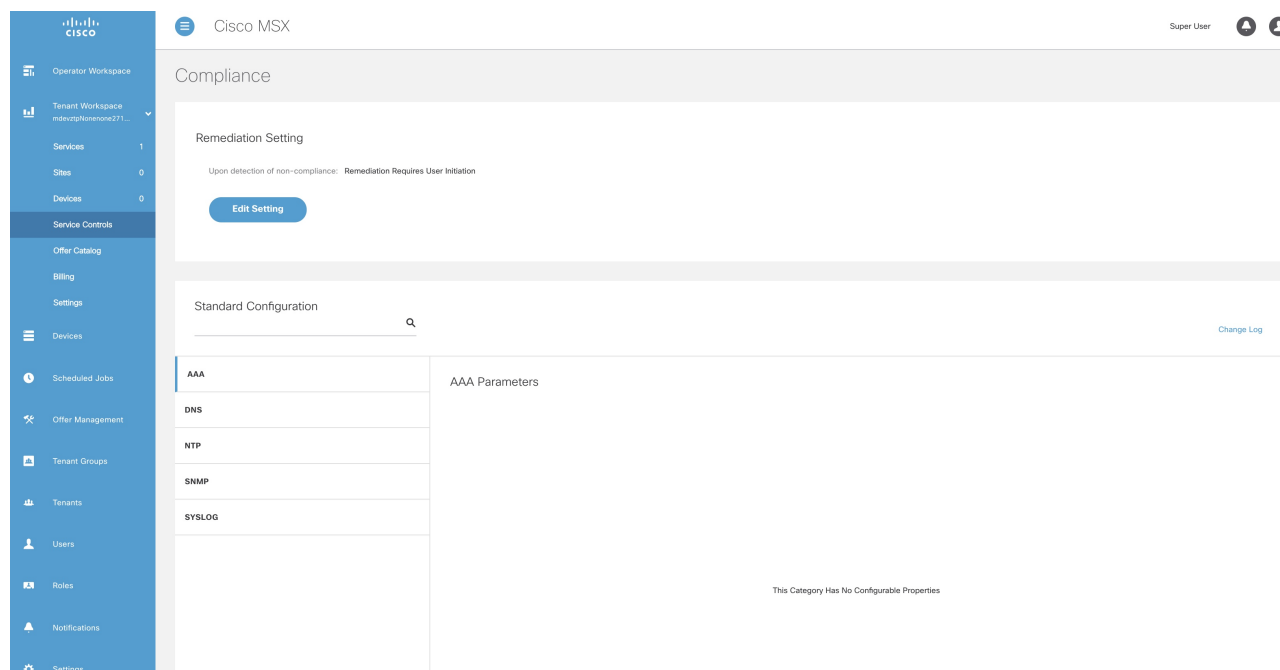 CISCO
Cisco MSX
Super User
Operator Workspace
Tenant Workspace
mdevztpNonenone271...
Services 1
Sites 0
Devices 0
Service Controls
Offer Catalog
Billing
Settings
Devices
Scheduled Jobs
Offer Management
Tenant Groups
Tenants
Users
Roles
Notifications
Settings
Compliance
Remediation Setting
Upon detection of non-compliance: Remediation Requires User Initiation
Edit Setting
Standard Configuration
Change Log
AAA
DNS
NTP
SNMP
SYSLOG
AAA Parameters
This Category Has No Configurable Properties